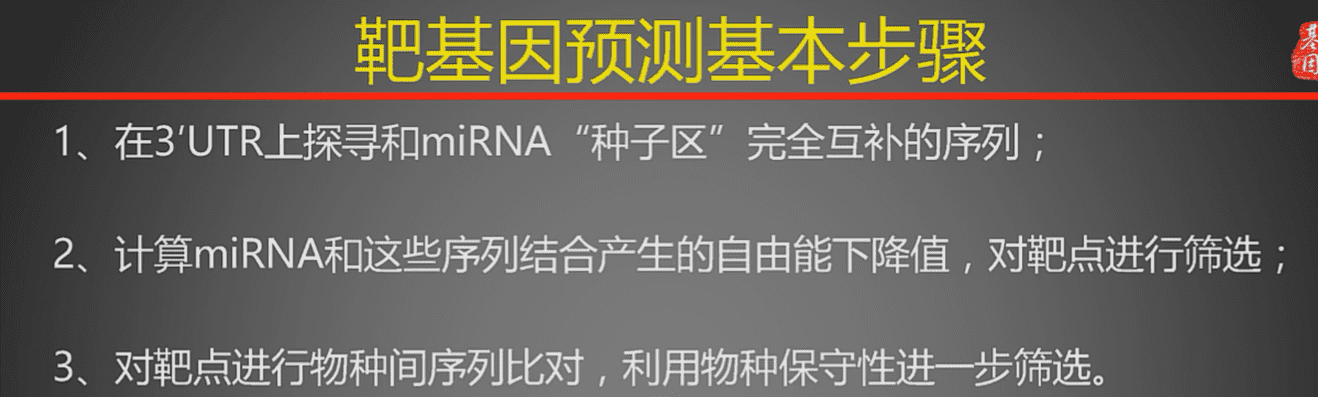 靶基因预测基本步骤
基因
1、在3’UTR上探寻和miRNA“种子区”完全互补的序列；
2、计算miRNA和这些序列结合产生的自由能下降值，对靶点进行筛选；
3、对靶点进行物种间序列比对，利用物种保守性进一步筛选。